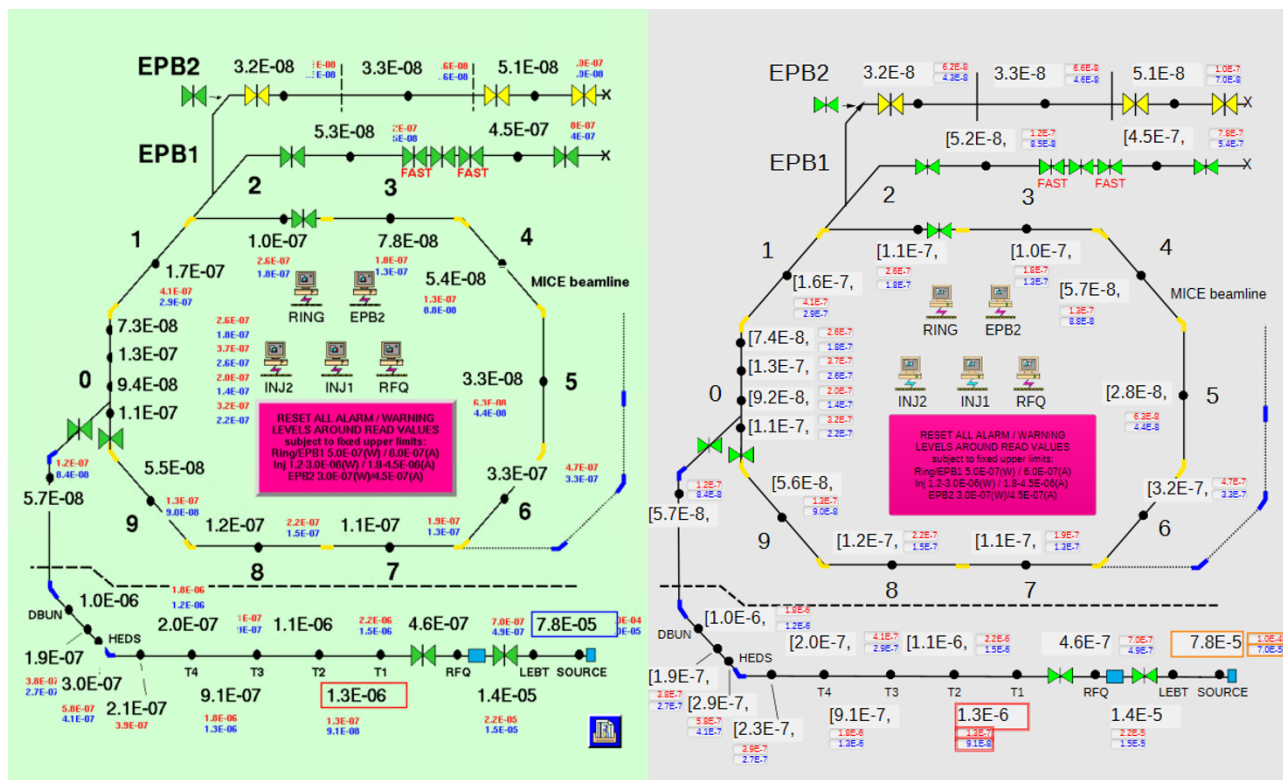 EPB2
3.2E-08
3.3E-08
5.1E-08
X
5.3E-08
4.5E-07
EPB1
X
FAST
FAST
2
3
1
4
1.0E-07
7.8E-08
2.6E-07
1.8E-07
1.8E-07
1.3E-07
1.7E-07
4.1E-07
2.9E-07
5.4E-08
1.3E-07
8.8E-08
MICE beamline
RING
EPB2
7.3E-08
2.6E-07
1.8E-07
1.3E-07
3.7E-07
2.6E-07
0
9.4E-08
2.0E-07
1.4E-07
1.1E-07
3.2E-07
2.2E-07
INJ2
INJ1
RFQ
3.3E-08
5
6.3E-08
4.4E-08
RESET ALL ALARM / WARNING
LEVELS AROUND READ VALUES
subject to fixed upper limits:
Ring/EPB1 5.0E-07(W) / 6.0E-07(A)
Inj 1.2-3.0E-06(W) / 1.8-4.5E-06(A)
EPB2 3.0E-07(W)/4.5E-07(A)
1.2E-07
8.4E-08
5.7E-08
5.5E-08
1.3E-07
9.0E-08
3.3E-07
4.7E-07
3.3E-07
9
6
1.2E-07
2.2E-07
1.5E-07
1.1E-07
1.9E-07
1.3E-07
8
7
1.0E-06
1.8E-06
1.2E-06
DBUN
HEDS
2.0E-07
1.1E-06
2.2E-06
1.5E-06
4.6E-07
7.0E-07
4.9E-07
7.8E-05
T4
T3
T2
T1
RFQ
LEBT
SOURCE
1.9E-07
3.8E-07
2.7E-07
3.0E-07
5.8E-07
4.1E-07
2.1E-07
3.9E-07
9.1E-07
1.8E-06
1.3E-06
1.3E-06
1.3E-07
9.1E-08
1.4E-05
2.2E-05
1.5E-05
EPB2
3.2E-8
6.2E-8
4.3E-8
3.3E-8
6.6E-8
4.6E-8
5.1E-8
1.0E-7
7.0E-8
X
[5.2E-8,
1.2E-7
8.5E-8
[4.5E-7,
7.8E-7
5.4E-7
EPB1
X
FAST
FAST
2
3
1
4
[1.1E-7,
2.6E-7
1.8E-7
[1.0E-7,
1.8E-7
1.3E-7
[1.6E-7,
4.1E-7
2.9E-7
[5.7E-8,
1.3E-7
8.8E-8
MICE beamline
RING
EPB2
[7.4E-8,
2.6E-7
1.8E-7
[1.3E-7,
3.7E-7
2.6E-7
0
[9.2E-8,
2.0E-7
1.4E-7
[1.1E-7,
3.2E-7
2.2E-7
INJ2
INJ1
RFQ
[2.8E-8,
5
6.3E-8
4.4E-8
RESET ALL ALARM / WARNING
LEVELS AROUND READ VALUES
subject to fixed upper limits:
Ring/EPB1 5.0E-07(W) / 6.0E-07(A)
Inj 1.2-3.0E-06(W) / 1.8-4.5E-06(A)
EPB2 3.0E-07(W)/4.5E-07(A)
1.2E-7
8.4E-8
[5.7E-8,
[5.6E-8,
1.3E-7
9.0E-8
[3.2E-7,
4.7E-7
3.3E-7
9
6
[1.2E-7,
2.2E-7
1.5E-7
[1.1E-7,
1.9E-7
1.3E-7
8
7
[1.0E-6,
1.8E-6
1.2E-6
DBUN
HEDS
[2.0E-7,
4.1E-7
2.9E-7
[1.1E-6,
2.2E-6
1.5E-6
4.6E-7
7.0E-7
4.9E-7
7.8E-5
1.0E-4
7.0E-5
T4
T3
T2
T1
RFQ
LEBT
SOURCE
[1.9E-7,
3.8E-7
2.7E-7
[2.9E-7,
5.8E-7
4.1E-7
[2.3E-7,
3.9E-7
2.7E-7
[9.1E-7,
1.8E-6
1.3E-6
1.3E-6
1.3E-7
9.1E-8
1.4E-5
2.2E-5
1.5E-5